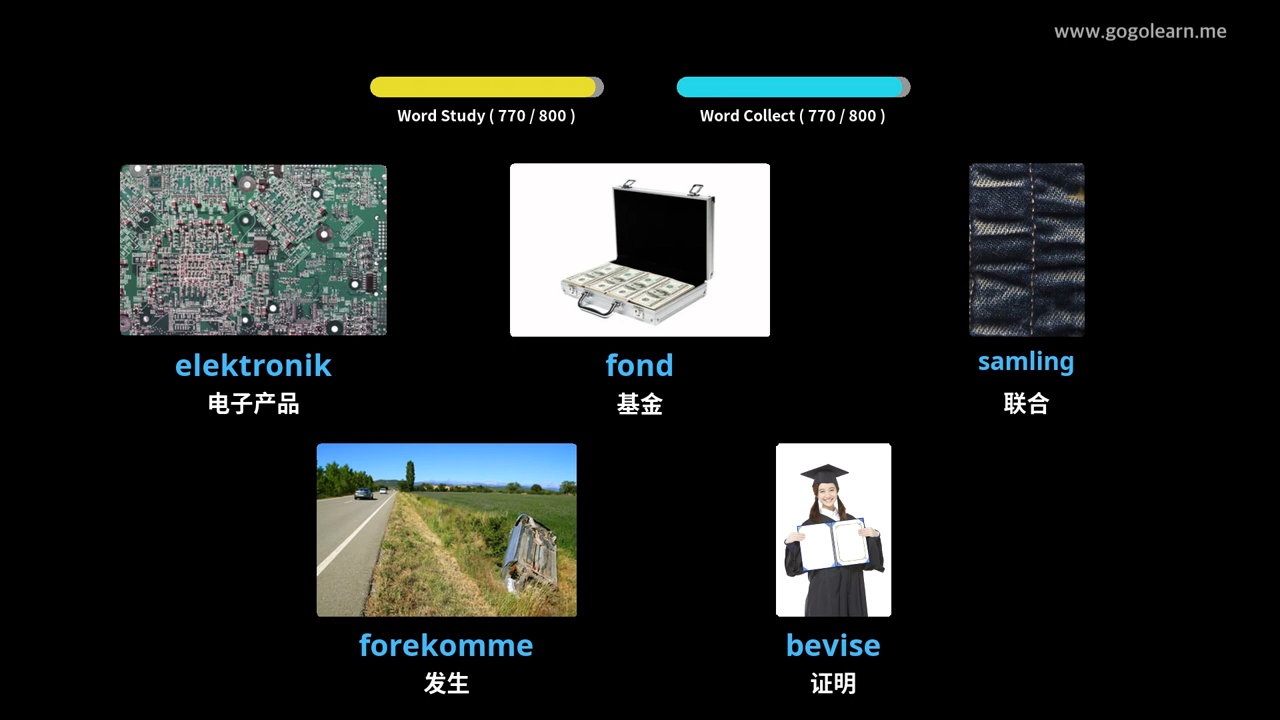 www.gogolearn.me
Word Study ( 770 / 800 )
Word Collect ( 770 / 800 )
elektronik
电子产品
fond
基金
samling
联合
forekomme
发生
bevise
证明